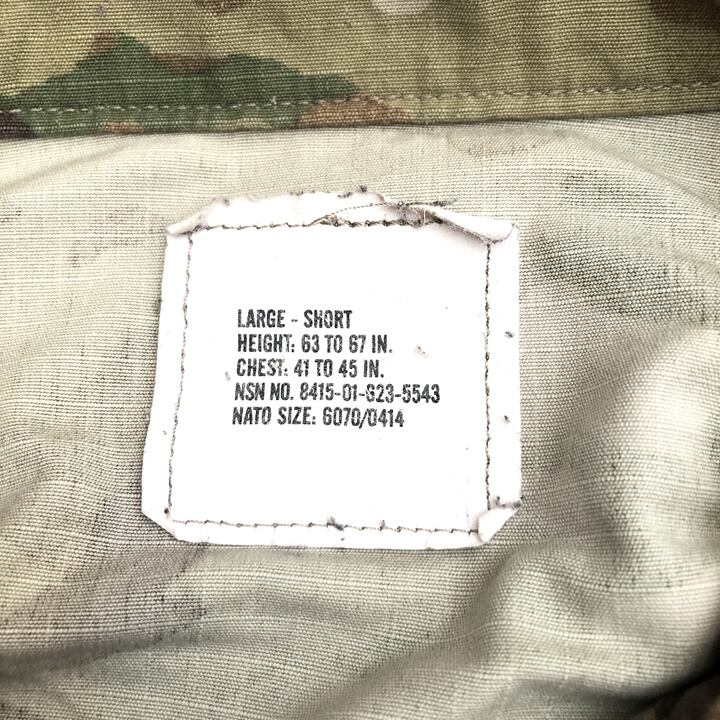 LARGE - SHORT
HEIGHT: 63 TO 67 IN.
CHEST: 41 TO 45 IN.
NSN NO. 8415-01-623-5543
NATO SIZE: 6070/0414